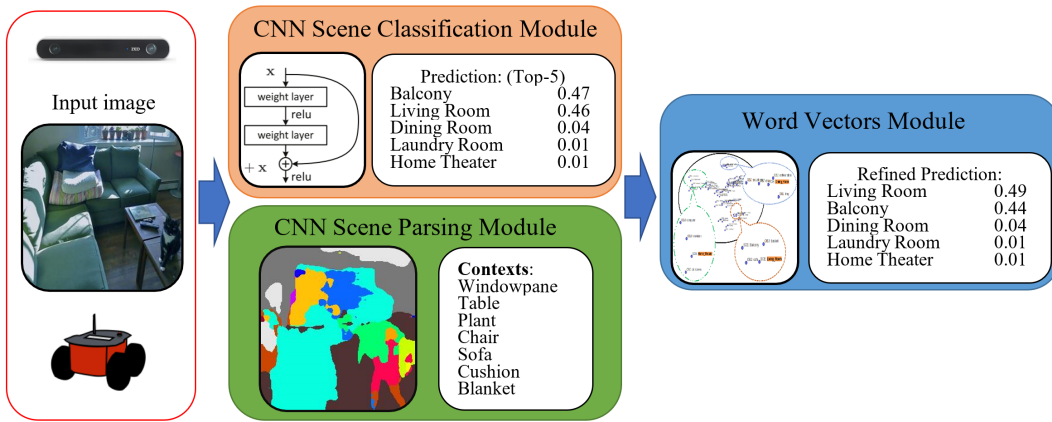 ZED
Input image
CNN Scene Classification Module
x
weight layer
relu
weight layer
+ x
+
relu
Prediction: (Top-5)
Balcony 0.47
Living Room 0.46
Dining Room 0.04
Laundry Room 0.01
Home Theater 0.01
CNN Scene Parsing Module
Contexts:
Windowpane
Table
Plant
Chair
Sofa
Cushion
Blanket
Word Vectors Module
Refined Prediction:
Living Room 0.49
Balcony 0.44
Dining Room 0.04
Laundry Room 0.01
Home Theater 0.01